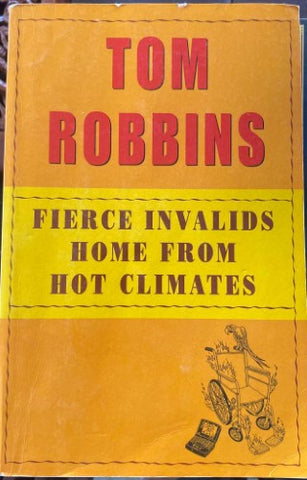 TOM
ROBBINS
FIERCE INVALIDS
HOME FROM
HOT CLIMATES